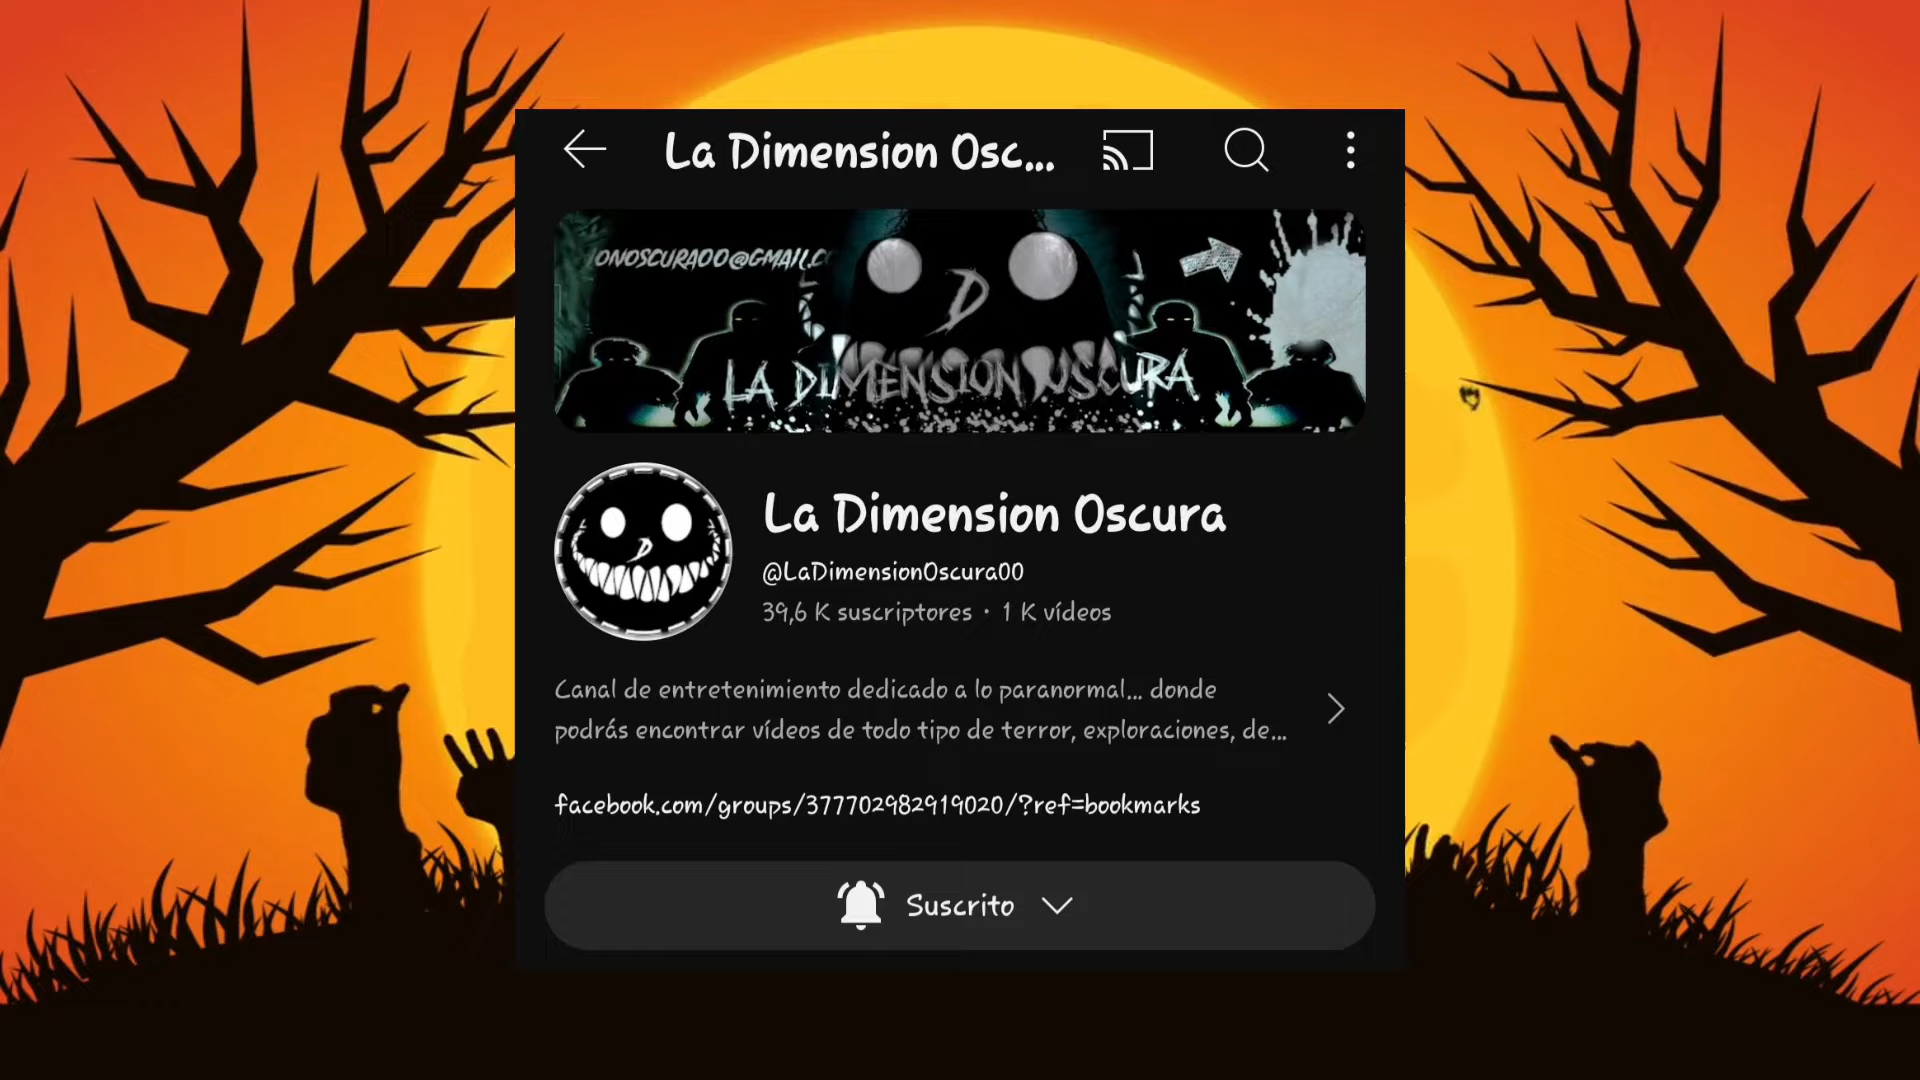 La Dimension Osc...
IONOSCURA00@GMAIL.CO
D
LA DIMENSION OSCURA
D
La Dimension Oscura
@LaDimensionOscura00
39,6 K suscriptores · 1 K vídeos
Canal de entretenimiento dedicado a lo paranormal... donde
podrás encontrar vídeos de todo tipo de terror, exploraciones, de...
facebook.com/groups/377702982919020/?ref=bookmarks
Suscrito